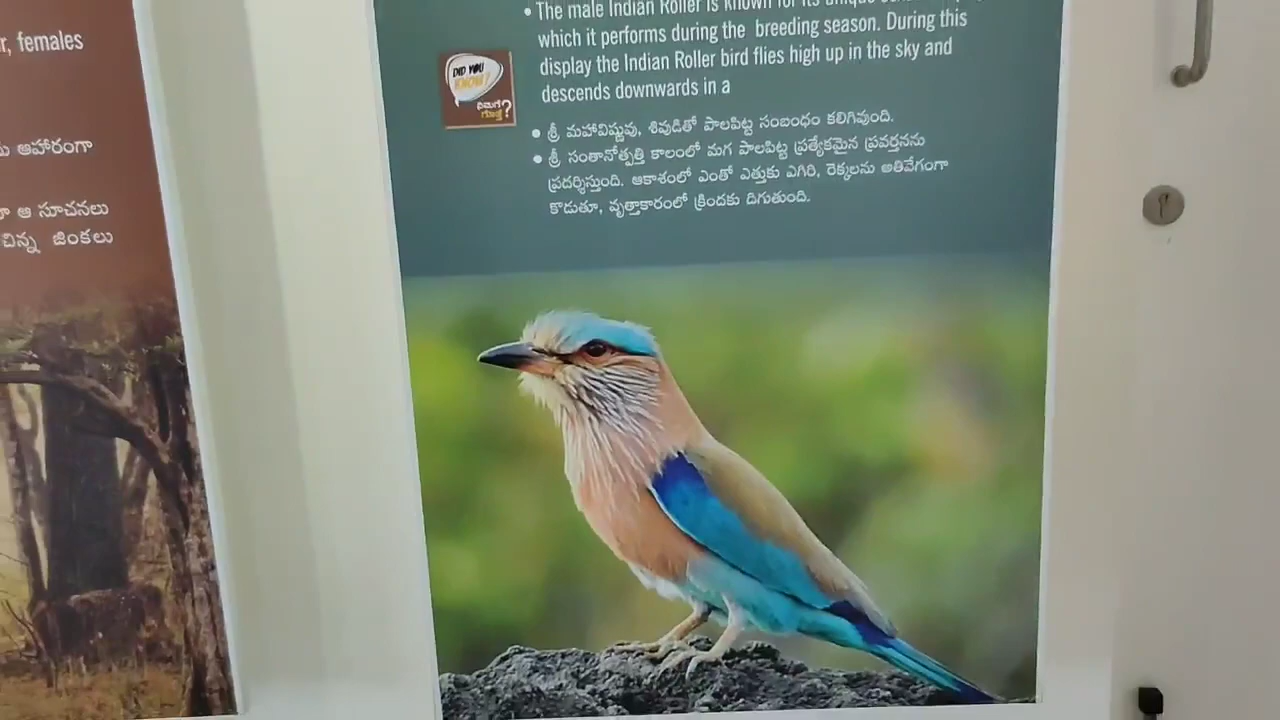 r, females
ఆహారంగా
ఆ సూచనలు
చిన్న జింకలు
• The male Indian Roller is known for its unique
which it performs during the breeding season. During this
display the Indian Roller bird flies high up in the sky and
descends downwards in a
DID YOU
KNOW?
• శ్రీ మహావిష్ణువు, శివుడితో పాలపిట్ట సంబంధం కలిగివుంది.
• శ్రీ సంతానోత్పత్తి కాలంలో మగ పాలపిట్ట ప్రత్యేకమైన ప్రవర్తనను
ప్రదర్శిస్తుంది. ఆకాశంలో ఎంతో ఎత్తుకు ఎగిరి, రెక్కలను అతివేగంగా
కొడుతూ, వృత్తాకారంలో క్రిందకు దిగుతుంది.